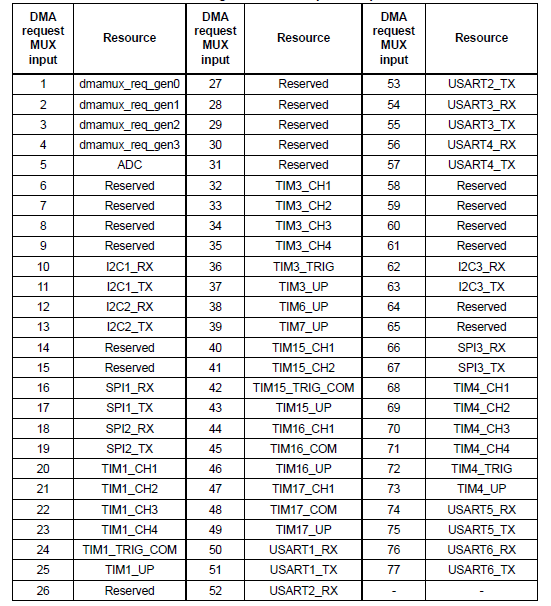 DMA request MUX input Resource DMA request MUX input Resource DMA request MUX input Resource
1 dmamux_req_gen0 27 Reserved 53 USART2_TX
2 dmamux_req_gen1 28 Reserved 54 USART3_RX
3 dmamux_req_gen2 29 Reserved 55 USART3_TX
4 dmamux_req_gen3 30 Reserved 56 USART4_RX
5 ADC 31 Reserved 57 USART4_TX
6 Reserved 32 TIM3_CH1 58 Reserved
7 Reserved 33 TIM3_CH2 59 Reserved
8 Reserved 34 TIM3_CH3 60 Reserved
9 Reserved 35 TIM3_CH4 61 Reserved
10 I2C1_RX 36 TIM3_TRIG 62 I2C3_RX
11 I2C1_TX 37 TIM3_UP 63 I2C3_TX
12 I2C2_RX 38 TIM6_UP 64 Reserved
13 I2C2_TX 39 TIM7_UP 65 Reserved
14 Reserved 40 TIM15_CH1 66 SPI3_RX
15 Reserved 41 TIM15_CH2 67 SPI3_TX
16 SPI1_RX 42 TIM15_TRIG_COM 68 TIM4_CH1
17 SPI1_TX 43 TIM15_UP 69 TIM4_CH2
18 SPI2_RX 44 TIM16_CH1 70 TIM4_CH3
19 SPI2_TX 45 TIM16_COM 71 TIM4_CH4
20 TIM1_CH1 46 TIM16_UP 72 TIM4_TRIG
21 TIM1_CH2 47 TIM17_CH1 73 TIM4_UP
22 TIM1_CH3 48 TIM17_COM 74 USART5_RX
23 TIM1_CH4 49 TIM17_UP 75 USART5_TX
24 TIM1_TRIG_COM 50 USART1_RX 76 USART6_RX
25 TIM1_UP 51 USART1_TX 77 USART6_TX
26 Reserved 52 USART2_RX - -